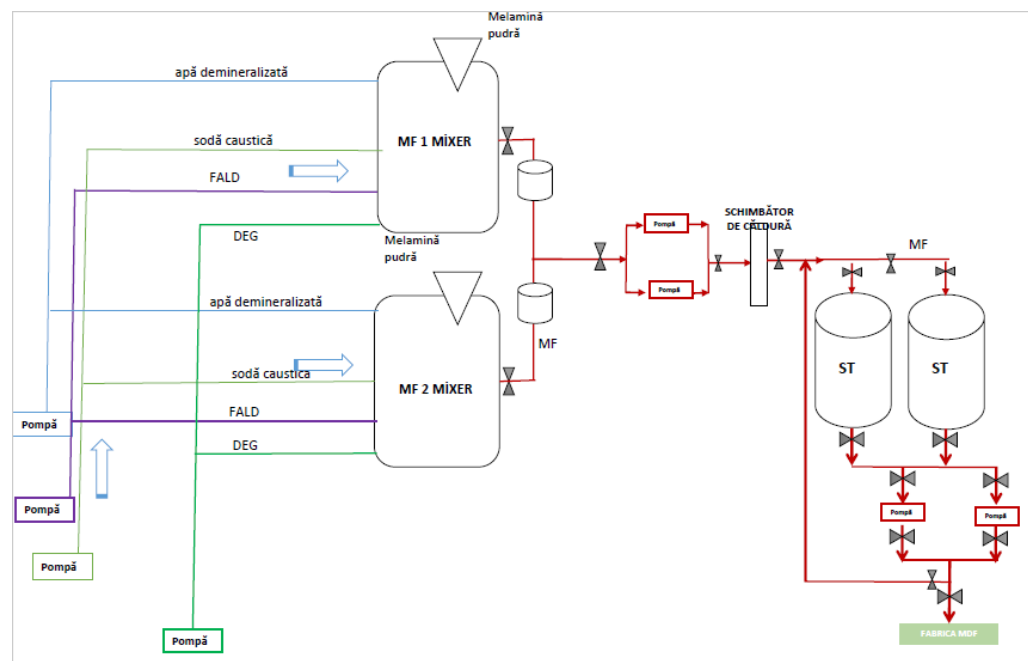 Melamină
pudră
apă demineralizată
sodă caustică
MF 1 MİXER
FALD
DEG
Melamină
pudră
apă demineralizată
sodă caustica
MF 2 MİXER
FALD
DEG
MF
Pompă
Pompă
Pompă
Pompă
Pompă
Pompă
SCHIMBĂTOR
DE CĂLDURĂ
MF
ST
ST
Pompă
Pompă
FABRICA MDF